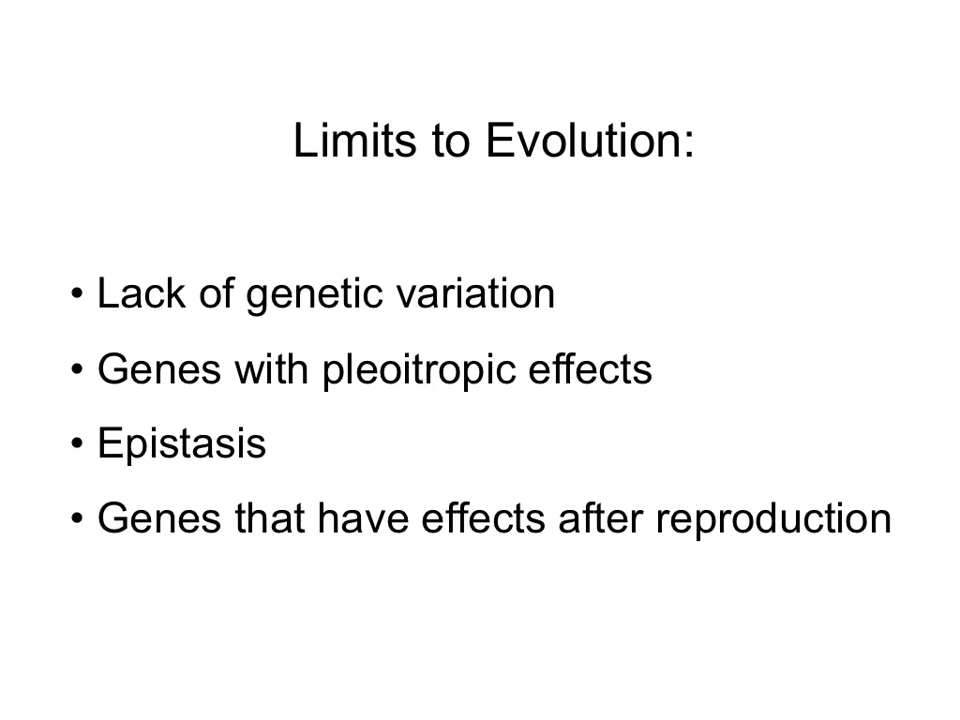 Limits to Evolution:
• Lack of genetic variation
• Genes with pleoitropic effects
• Epistasis
• Genes that have effects after reproduction